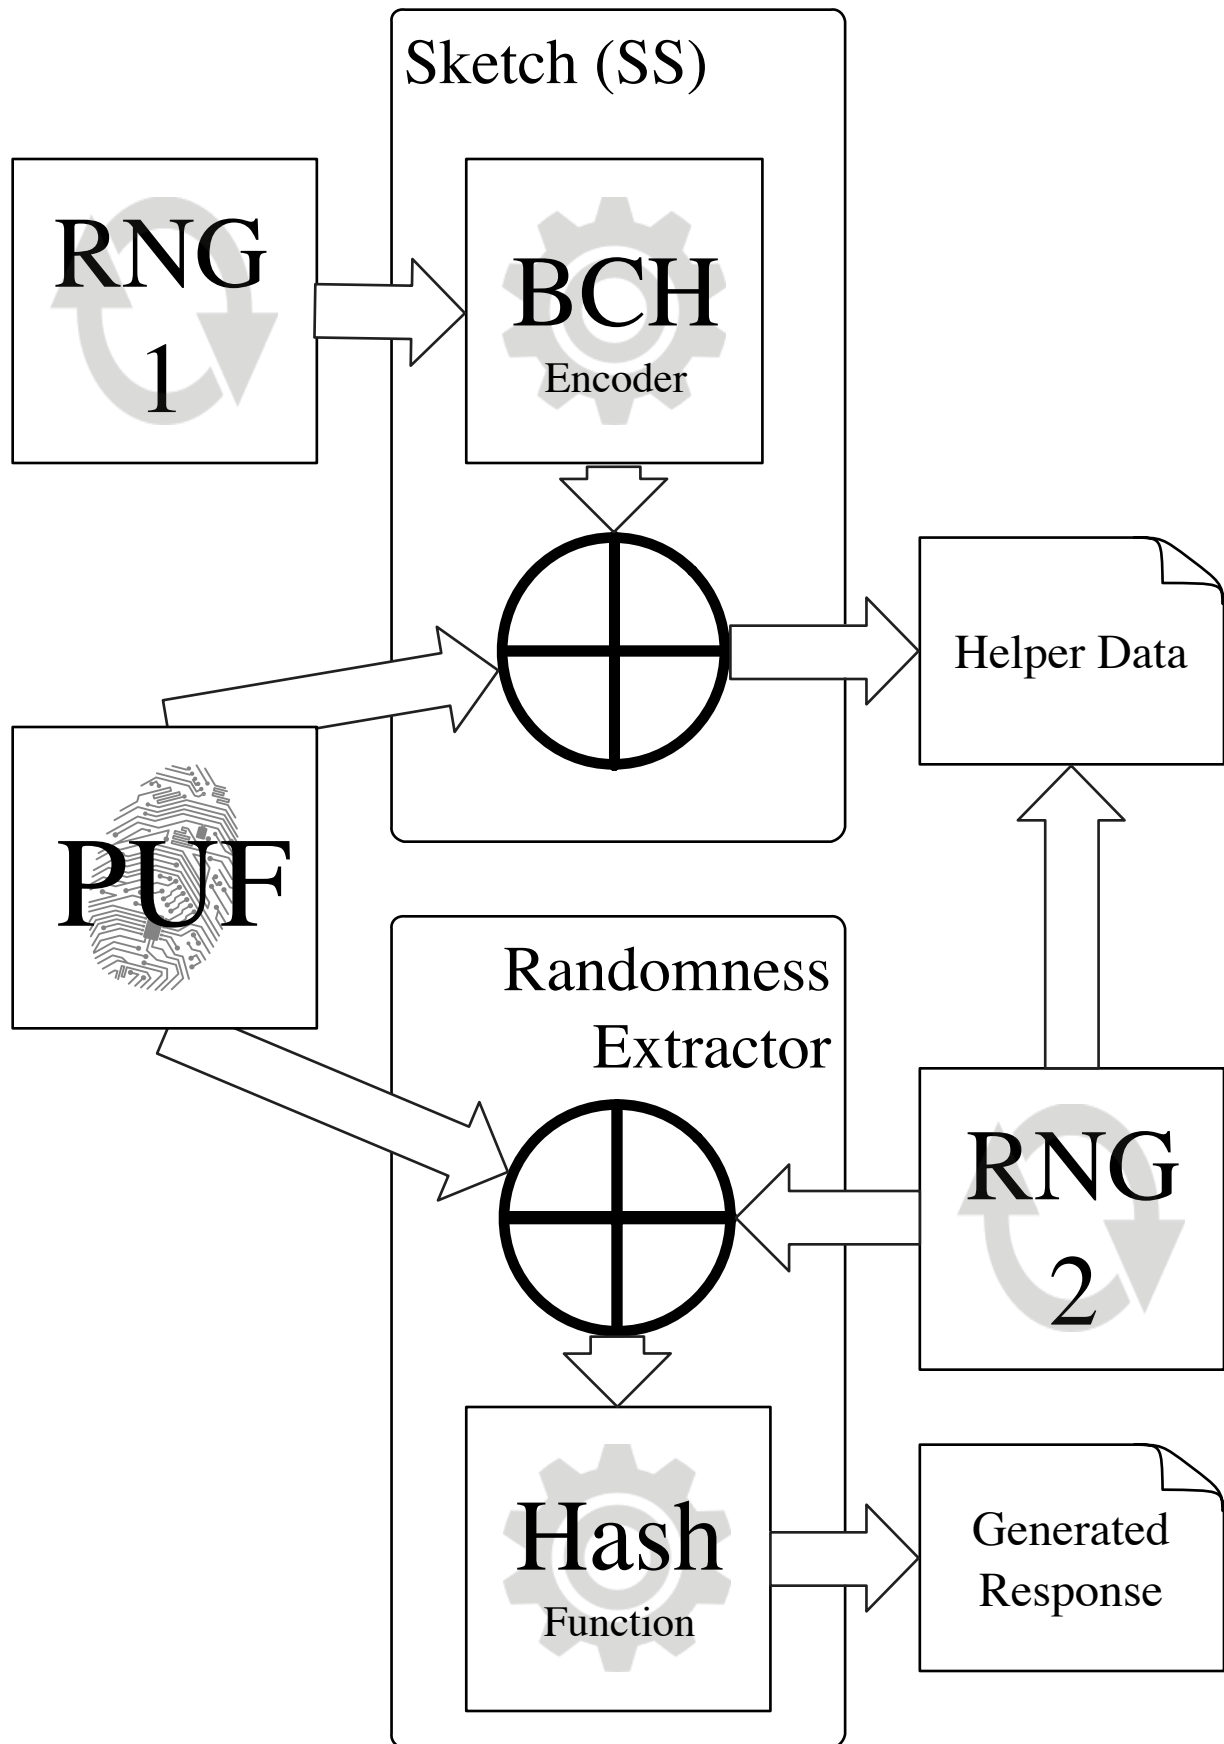 Sketch (SS)
RNG
1
BCH
Encoder
Helper Data
PUF
Randomness
Extractor
RNG
2
Hash
Function
Generated
Response